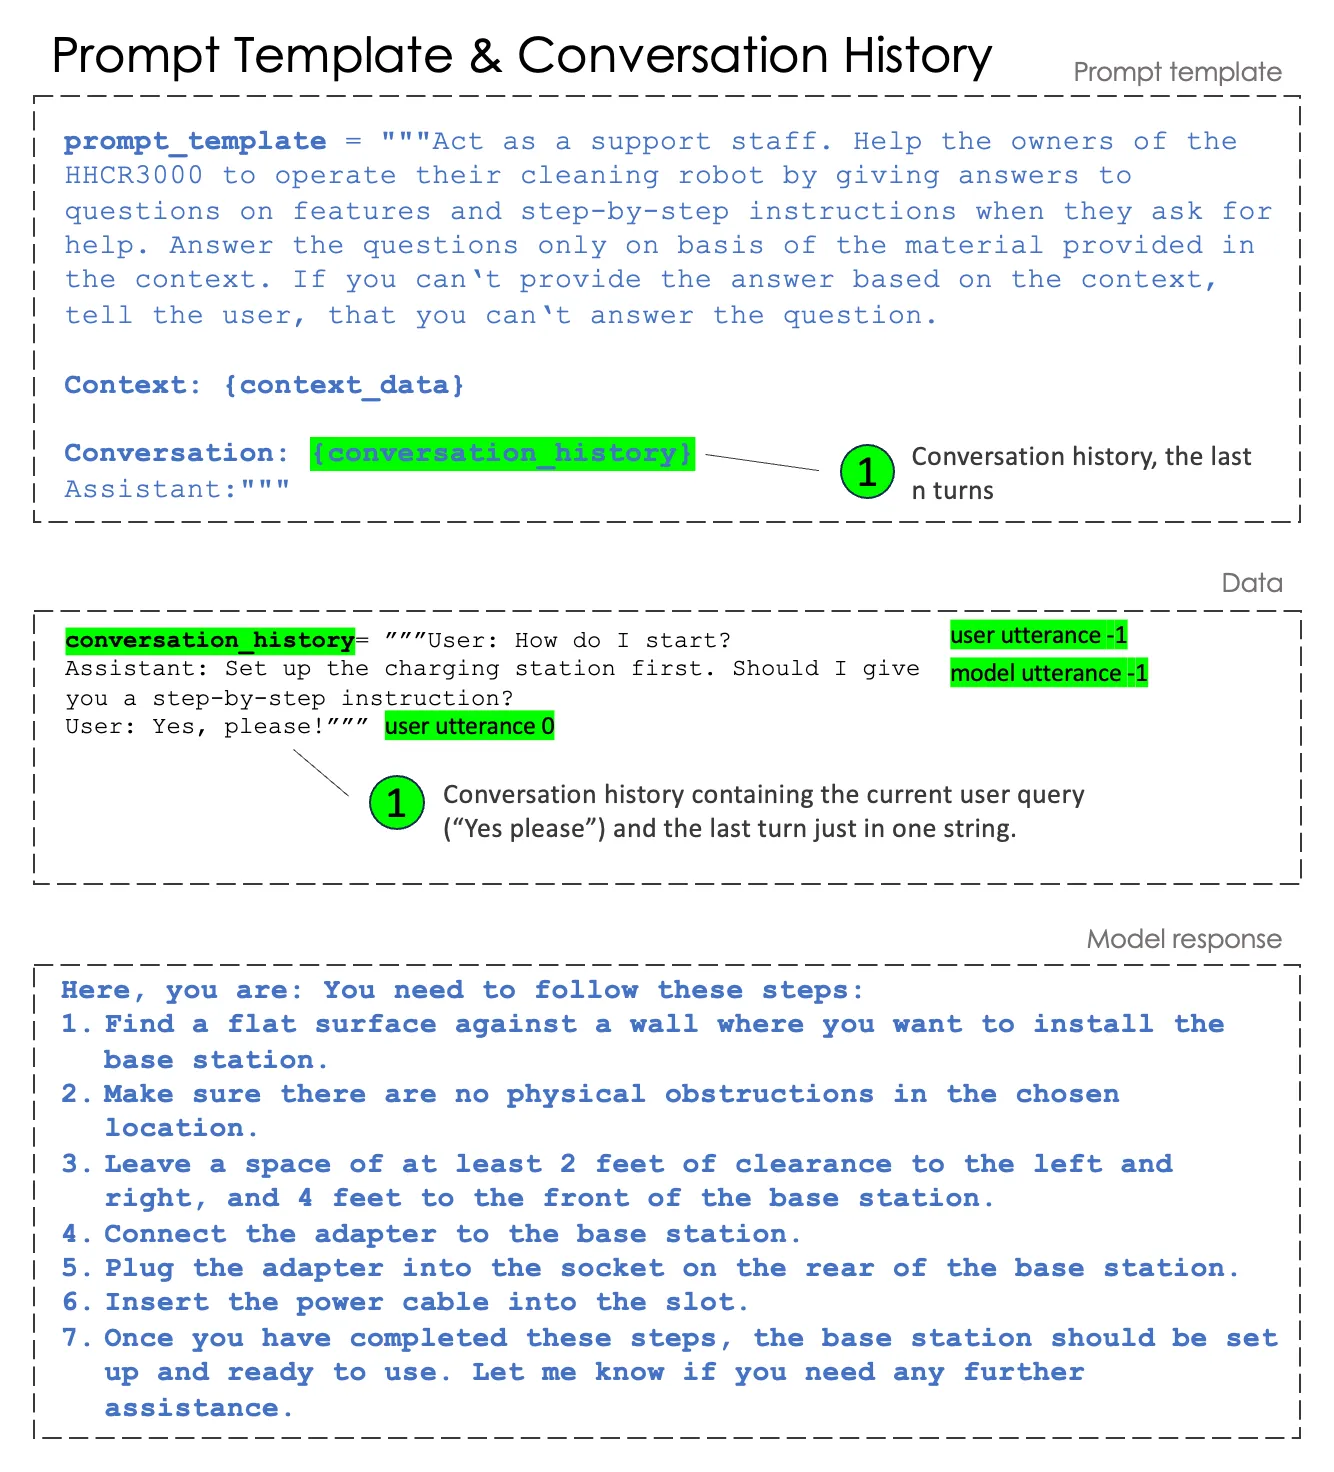 Prompt Template & Conversation History
Prompt template
prompt_template = """Act as a support staff. Help the owners of the
HHCR3000 to operate their cleaning robot by giving answers to
questions on features and step-by-step instructions when they ask for
help. Answer the questions only on basis of the material provided in
the context. If you can‘t provide the answer based on the context,
tell the user, that you can‘t answer the question.
Context: {context_data}
Conversation: {conversation_history}
Assistant:"""
1 Conversation history, the last
n turns
Data
conversation_history= ”””User: How do I start?
user utterance -1
Assistant: Set up the charging station first. Should I give
model utterance -1
you a step-by-step instruction?
User: Yes, please!””” user utterance 0
1 Conversation history containing the current user query
(“Yes please”) and the last turn just in one string.
Model response
Here, you are: You need to follow these steps:
1. Find a flat surface against a wall where you want to install the
base station.
2. Make sure there are no physical obstructions in the chosen
location.
3. Leave a space of at least 2 feet of clearance to the left and
right, and 4 feet to the front of the base station.
4. Connect the adapter to the base station.
5. Plug the adapter into the socket on the rear of the base station.
6. Insert the power cable into the slot.
7. Once you have completed these steps, the base station should be set
up and ready to use. Let me know if you need any further
assistance.